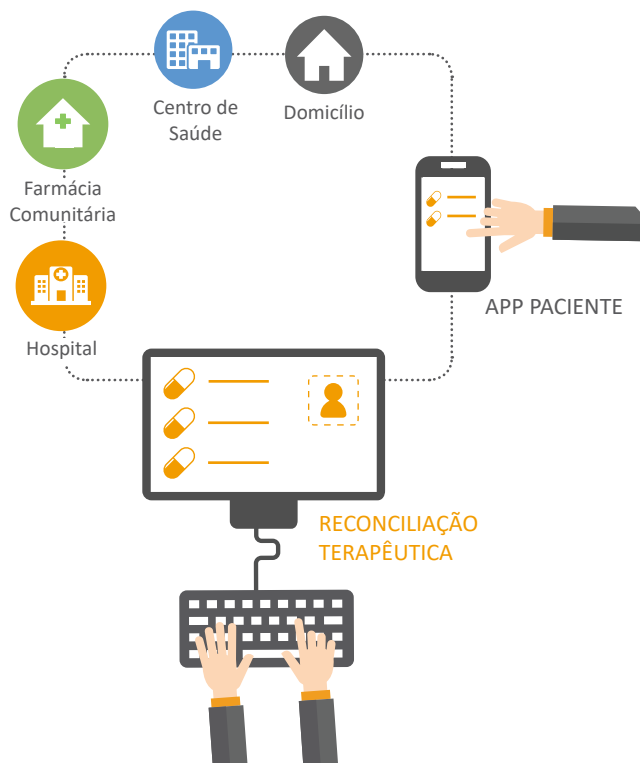 Centro de
Saúde
Domicílio
Farmácia
Comunitária
Hospital
APP PACIENTE
RECONCILIAÇÃO
TERAPÊUTICA